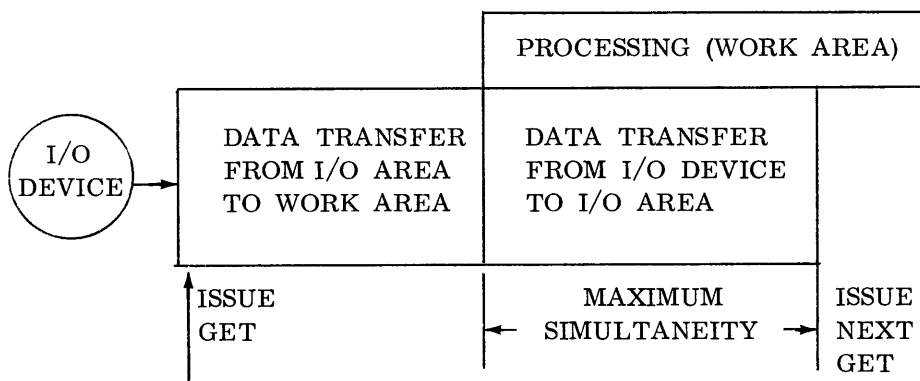 PROCESSING (WORK AREA)
I/O
DEVICE
DATA TRANSFER
FROM I/O AREA
TO WORK AREA
DATA TRANSFER
FROM I/O DEVICE
TO I/O AREA
ISSUE
GET
MAXIMUM
SIMULTANEITY
ISSUE
NEXT
GET